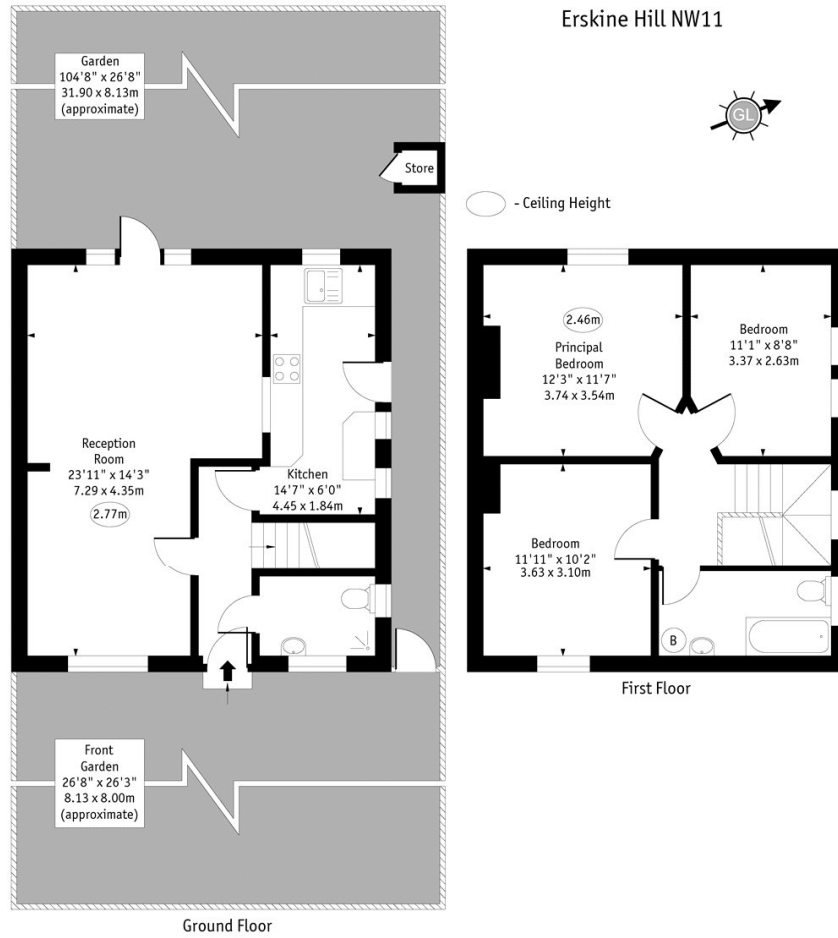 Erskine Hill NW11
Garden
104'8" x 26'8"
31.90 x 8.13m
(approximate)
GL
Store
- Ceiling Height
Reception
Room
23'11" x 14'3"
7.29 x 4.35m
2.77m
Kitchen
14'7" x 6'0"
4.45 x 1.84m
Front
Garden
26'8" x 26'3"
8.13 x 8.00m
(approximate)
Ground Floor
2.46m
Principal
Bedroom
12'3" x 11'7"
3.74 x 3.54m
Bedroom
11'1" x 8'8"
3.37 x 2.63m
Bedroom
11'11" x 10'2"
3.63 x 3.10m
B
First Floor